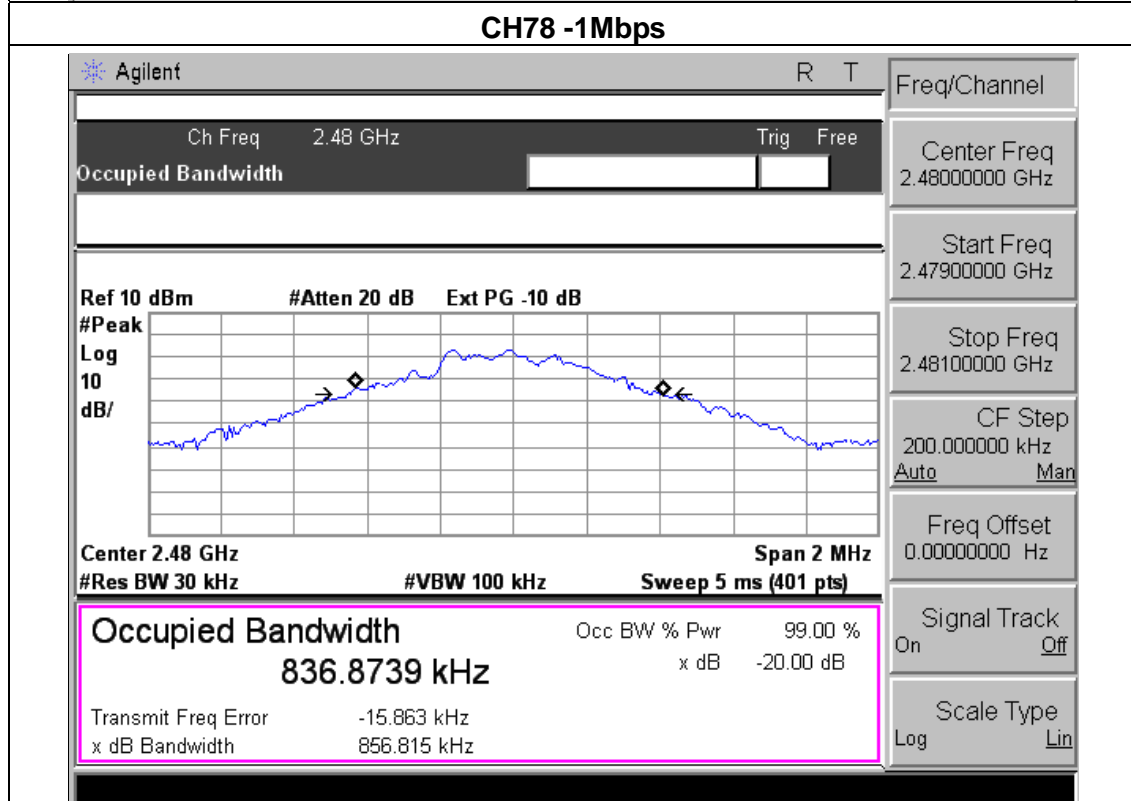 CH78 -1Mbps
Agilent R T
Ch Freq 2.48 GHz Trig Free
Occupied Bandwidth
Ref 10 dBm #Atten 20 dB Ext PG -10 dB
#Peak
Log
10
dB/
Center 2.48 GHz Span 2 MHz
#Res BW 30 kHz #VBW 100 kHz Sweep 5 ms (401 pts)
Occupied Bandwidth Occ BW % Pwr 99.00 %
836.8739 kHz x dB -20.00 dB
Transmit Freq Error -15.863 kHz
x dB Bandwidth 856.815 kHz
Freq/Channel
Center Freq
2.48000000 GHz
Start Freq
2.47900000 GHz
Stop Freq
2.48100000 GHz
CF Step
200.000000 kHz
Auto Man
Freq Offset
0.00000000 Hz
Signal Track
On Off
Scale Type
Log Lin